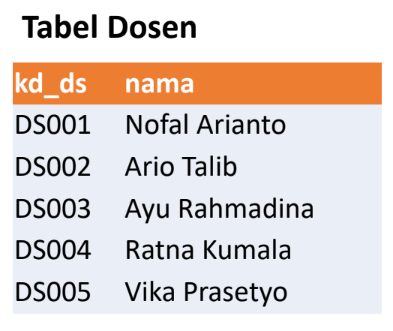 Tabel Dosen
kd_ds nama
DS001 Nofal Arianto
DS002 Ario Talib
DS003 Ayu Rahmadina
DS004 Ratna Kumala
DS005 Vika Prasetyo